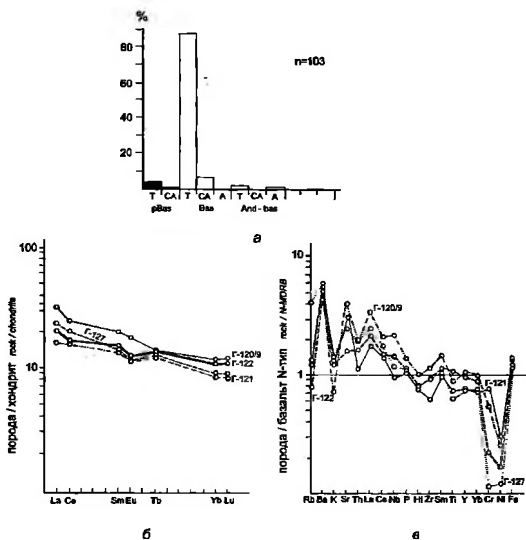 %
80
n=103
60
40
20
T CA T CA A T CA A
pBas Bas And-bas
а
100
порода / хондрит rock / chondrite
Г-127
10
Г-120/9
Г-122
Г-121
La Ce Sm Eu Tb Yb Lu
б
10
порода / базальт N-тип rock / N-MORB
Г-120/9
1
Г-121
Г-122
Г-127
Rb Ba K Sr Th La Ce Nb P Hf Zr Sm Ti Y Yb Cr Ni Fe
в